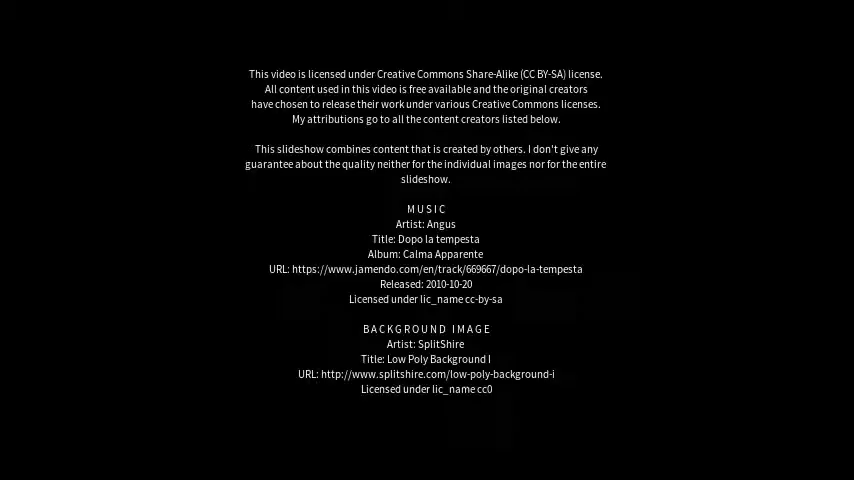 This video is licensed under Creative Commons Share-Alike (CC BY-SA) license.
All content used in this video is free available and the original creators
have chosen to release their work under various Creative Commons licenses.
My attributions go to all the content creators listed below.
This slideshow combines content that is created by others. I don't give any
guarantee about the quality neither for the individual images nor for the entire
slideshow.
M U S I C
Artist: Angus
Title: Dopo la tempesta
Album: Calma Apparente
URL: https://www.jamendo.com/en/track/669667/dopo-la-tempesta
Released: 2010-10-20
Licensed under lic_name cc-by-sa
B A C K G R O U N D   I M A G E
Artist: SplitShire
Title: Low Poly Background I
URL: http://www.splitshire.com/low-poly-background-i
Licensed under lic_name cc0